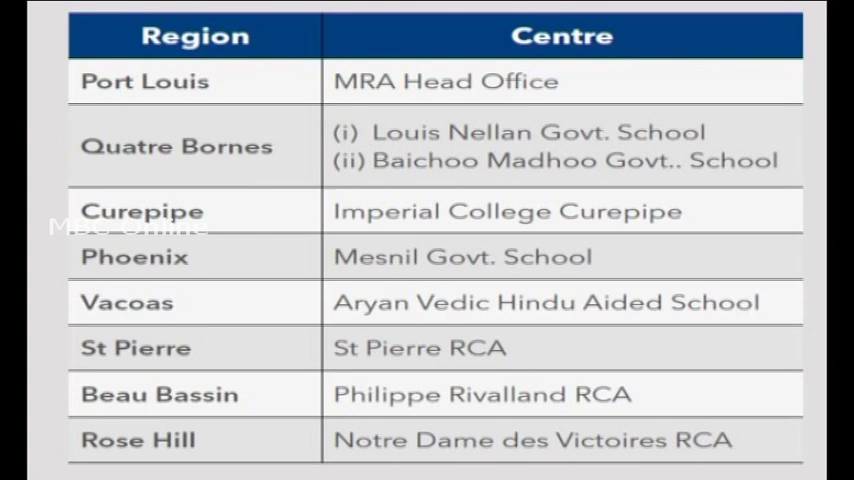 Region Centre
Port Louis MRA Head Office
Quatre Bornes (i) Louis Nellan Govt. School
(ii) Baichoo Madhoo Govt.. School
Curepipe Imperial College Curepipe
MBC Online
Phoenix Mesnil Govt. School
Vacoas Aryan Vedic Hindu Aided School
St Pierre St Pierre RCA
Beau Bassin Philippe Rivalland RCA
Rose Hill Notre Dame des Victoires RCA